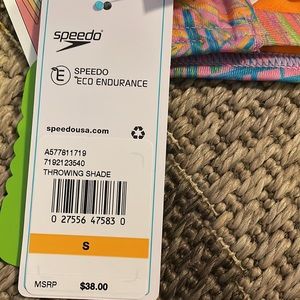 speedo
SPEEDO
ECO ENDURANCE
speedousa.com
A577811719
7192123540
THROWING SHADE
0 27556 47583 0
S
MSRP $38.00